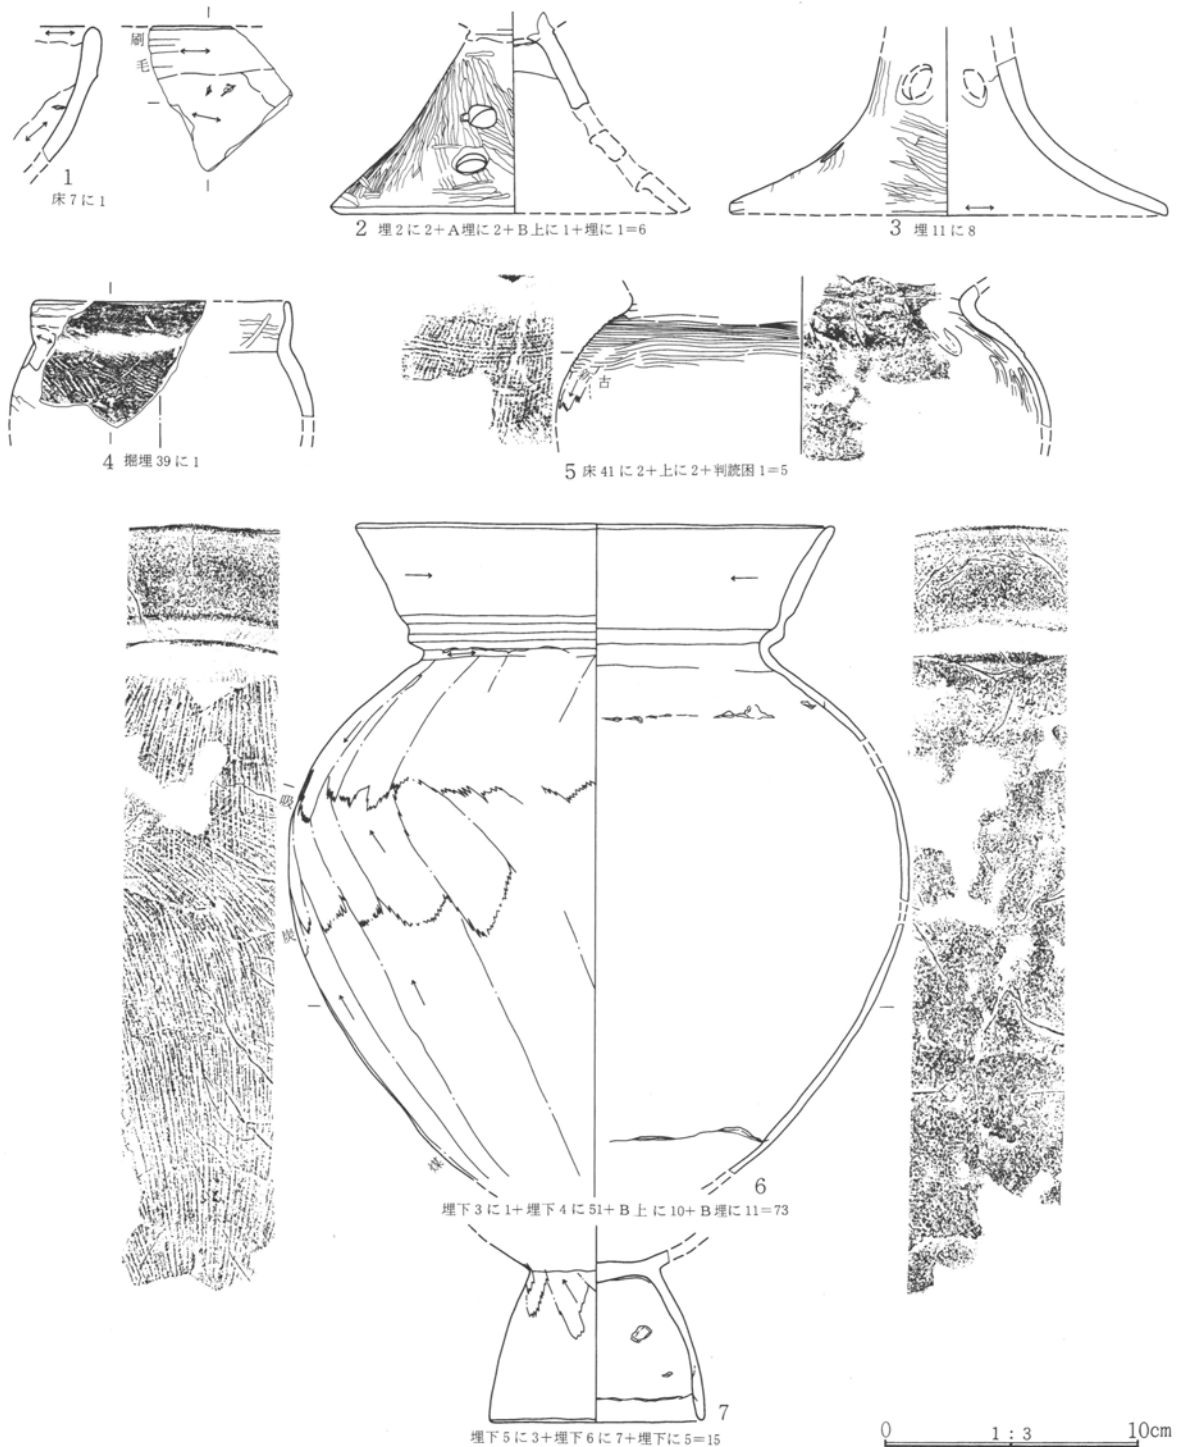 刷毛
1
床7に1
2 埋2に2+A埋に2+B上に1+埋に1=6
3 埋11に8
4 掘埋39に1
古
5 床41に2+上に2+判読困1=5
吸
炭
煤
6
埋下3に1+埋下4に51+B上に10+B埋に11=73
7
埋下5に3+埋下6に7+埋下に5=15
0 1:3 10cm